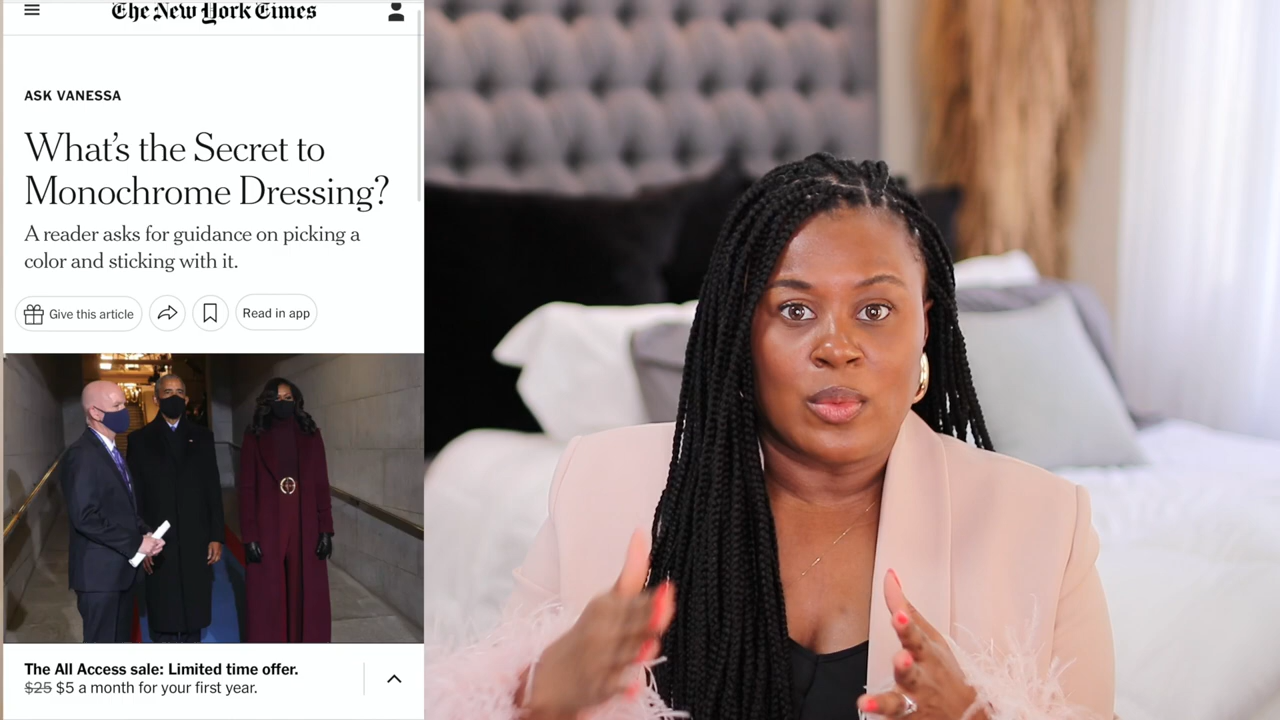 The New York Times
ASK VANESSA
What's the Secret to
Monochrome Dressing?
A reader asks for guidance on picking a
color and sticking with it.
Give this article
Read in app
The All Access sale: Limited time offer.
$25 $5 a month for your first year.